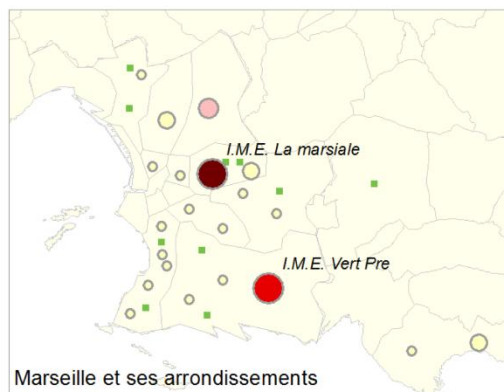 I.M.E. La marsiale
I.M.E. Vert Pre
Marseille et ses arrondissements